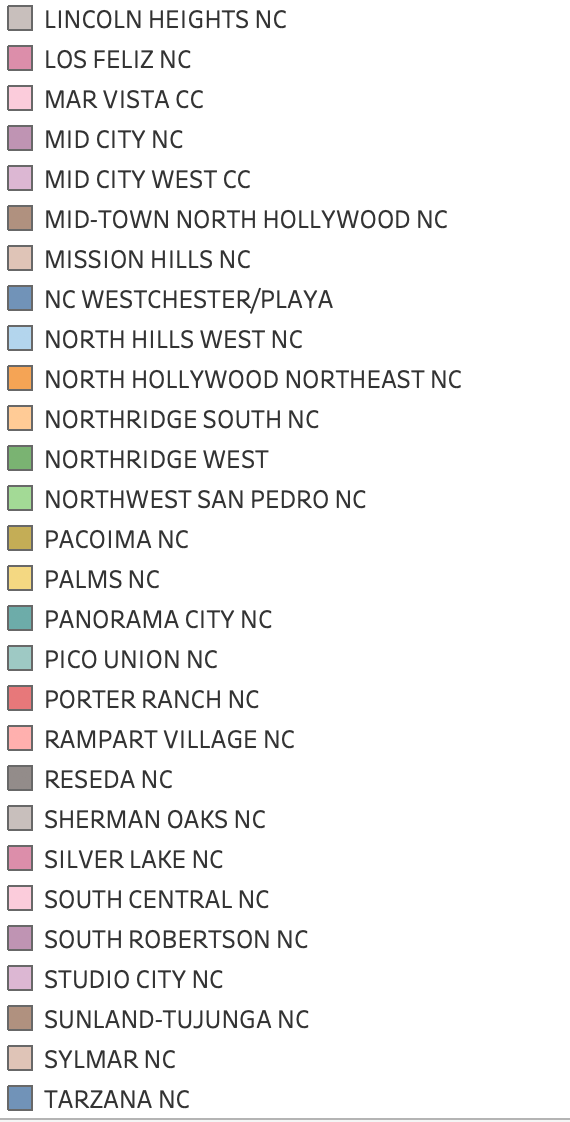 LINCOLN HEIGHTS NC
LOS FELIZ NC
MAR VISTA CC
MID CITY NC
MID CITY WEST CC
MID-TOWN NORTH HOLLYWOOD NC
MISSION HILLS NC
NC WESTCHESTER/PLAYA
NORTH HILLS WEST NC
NORTH HOLLYWOOD NORTHEAST NC
NORTHRIDGE SOUTH NC
NORTHRIDGE WEST
NORTHWEST SAN PEDRO NC
PACOIMA NC
PALMS NC
PANORAMA CITY NC
PICO UNION NC
PORTER RANCH NC
RAMPART VILLAGE NC
RESEDA NC
SHERMAN OAKS NC
SILVER LAKE NC
SOUTH CENTRAL NC
SOUTH ROBERTSON NC
STUDIO CITY NC
SUNLAND-TUJUNGA NC
SYLMAR NC
TARZANA NC